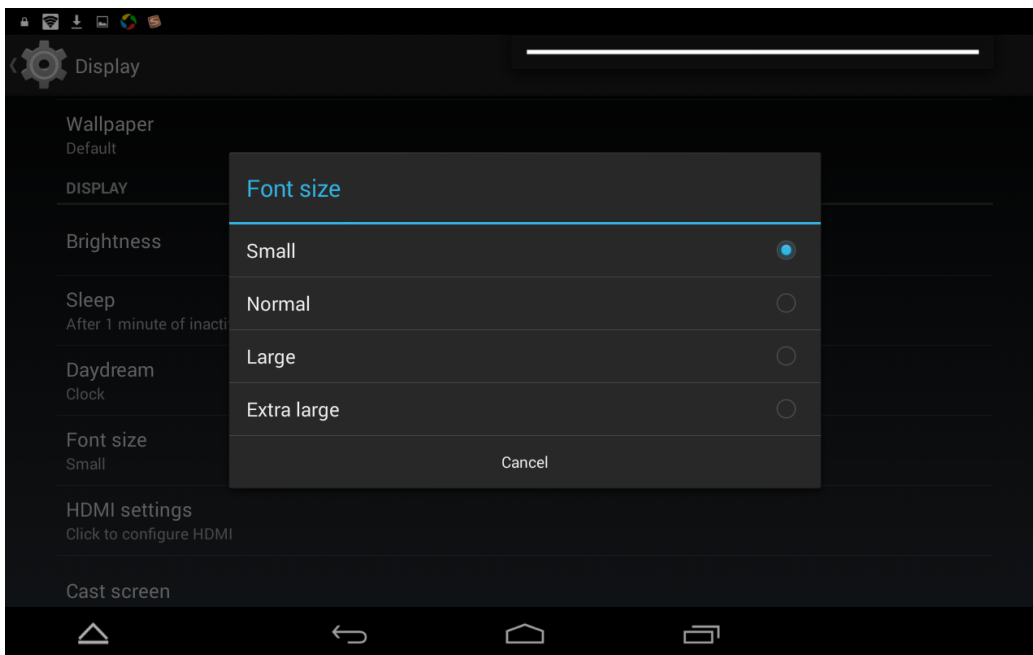 Display
Wallpaper
Default
DISPLAY
Brightness
Sleep
After 1 minute of inacti
Daydream
Clock
Font size
Small
HDMI settings
Click to configure HDMI
Cast screen
Font size
Small
Normal
Large
Extra large
Cancel